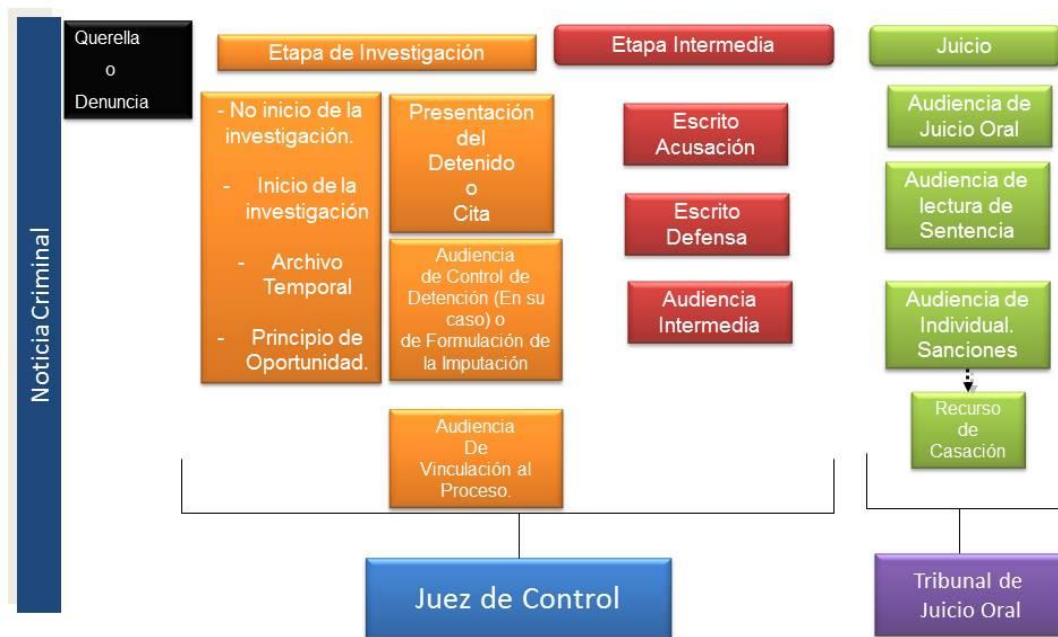 Noticia Criminal
Querella
o
Denuncia
Etapa de Investigación
- No inicio de la
investigación.
- Inicio de la
investigación
- Archivo
Temporal
- Principio de
Oportunidad.
Presentación
del
Detenido
o
Cita
Audiencia
de Control de
Detención (En su
caso) o
de Formulación de
la Imputación
Audiencia
De
Vinculación al
Proceso.
Etapa Intermedia
Escrito
Acusación
Escrito
Defensa
Audiencia
Intermedia
Juicio
Audiencia de
Juicio Oral
Audiencia de
lectura de
Sentencia
Audiencia de
Individual.
Sanciones
Recurso
de
Casación
Juez de Control
Tribunal de
Juicio Oral